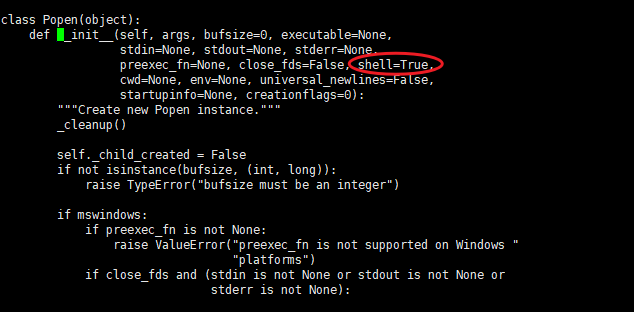 class Popen(object):
    def __init__(self, args, bufsize=0, executable=None,
                 stdin=None, stdout=None, stderr=None,
                 preexec_fn=None, close_fds=False, shell=True,
                 cwd=None, env=None, universal_newlines=False,
                 startupinfo=None, creationflags=0):
        """Create new Popen instance."""
        _cleanup()

        self._child_created = False
        if not isinstance(bufsize, (int, long)):
            raise TypeError("bufsize must be an integer")

        if mswindows:
            if preexec_fn is not None:
                raise ValueError("preexec_fn is not supported on Windows "
                                 "platforms")
            if close_fds and (stdin is not None or stdout is not None or
                              stderr is not None):